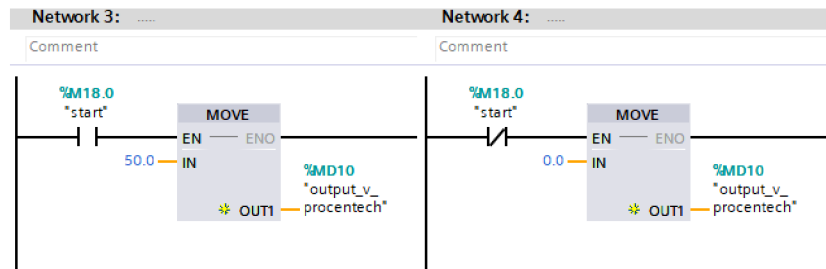 Network 3: .....
Comment
%M18.0
"start"
MOVE
EN ENO
50.0 IN
%MD10
"output_v_
procentech"
OUT1
Network 4: .....
Comment
%M18.0
"start"
MOVE
EN ENO
0.0 IN
%MD10
"output_v_
procentech"
OUT1